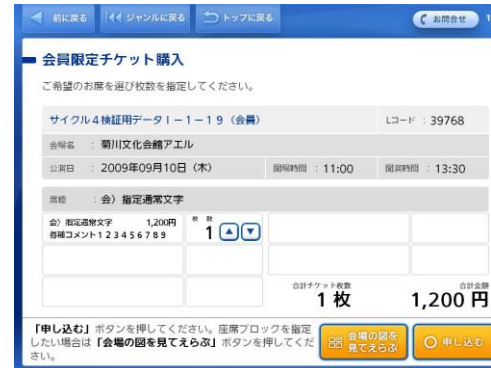 前に戻る
ジャンルに戻る
トップに戻る
お問合せ
会員限定チケット購入
ご希望のお席を選び枚数を指定してください。
サイクル4検証用データⅠ－1－19（会員）
Lコード : 39768
会場名 : 菊川文化会館アエル
公演日 : 2009年09月10日（木）
開場時間 : 11:00
開演時間 : 13:30
席種 : 会）指定通常文字
会）指定通常文字 1,200円
券種コメント123456789
枚数
1
合計チケット枚数
1 枚
合計金額
1,200 円
「申し込む」ボタンを押してください。座席ブロックを指定
したい場合は「会場の図を見てえらぶ」ボタンを押してくだ
さい。
会場の図を
見てえらぶ
申し込む